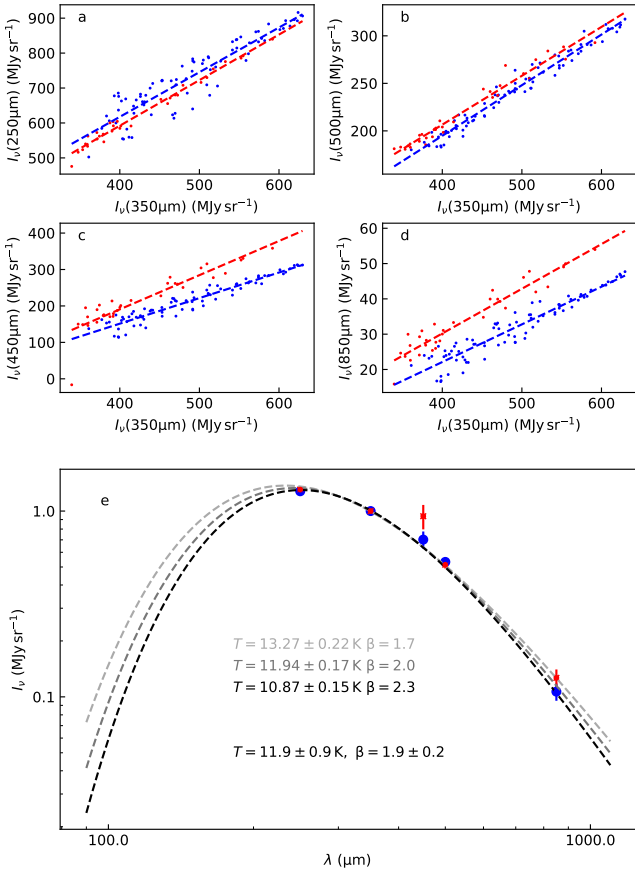 a
900
800
700
600
500
I_ν(250μm) (MJy sr⁻¹)
400 500 600
I_ν(350μm) (MJy sr⁻¹)
b
300
200
I_ν(500μm) (MJy sr⁻¹)
400 500 600
I_ν(350μm) (MJy sr⁻¹)
c
400
300
200
100
0
I_ν(450μm) (MJy sr⁻¹)
400 500 600
I_ν(350μm) (MJy sr⁻¹)
d
60
50
40
30
20
I_ν(850μm) (MJy sr⁻¹)
400 500 600
I_ν(350μm) (MJy sr⁻¹)
e
1.0
0.1
I_ν (MJy sr⁻¹)
T = 13.27 ± 0.22 K β = 1.7
T = 11.94 ± 0.17 K β = 2.0
T = 10.87 ± 0.15 K β = 2.3
T = 11.9 ± 0.9 K, β = 1.9 ± 0.2
100.0 1000.0
λ (μm)